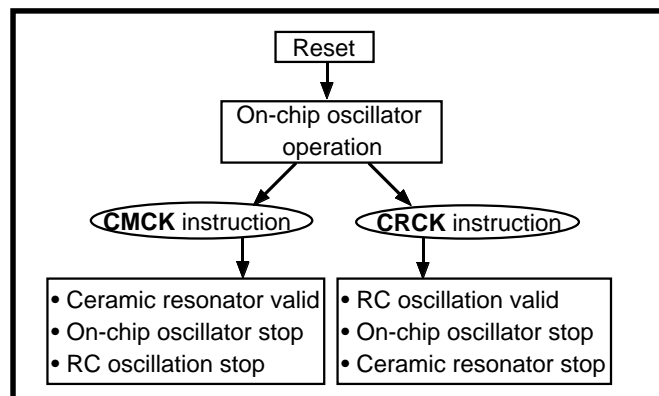 Reset
On-chip oscillator
operation
CMCK instruction
CRCK instruction
• Ceramic resonator valid
• On-chip oscillator stop
• RC oscillation stop
• RC oscillation valid
• On-chip oscillator stop
• Ceramic resonator stop